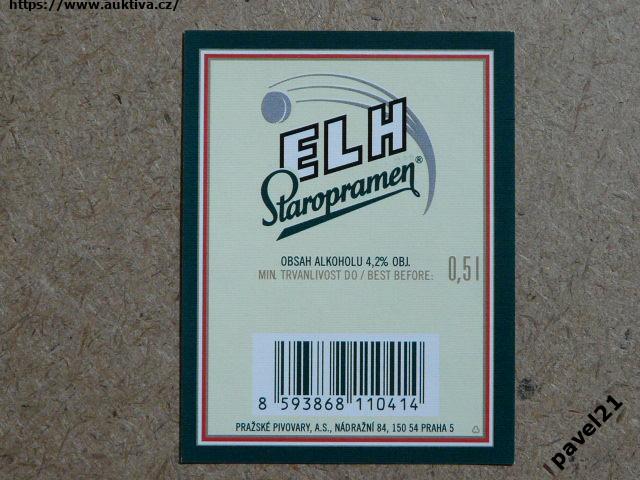 https://www.auktiva.cz/
ELH
Staropramen®
OBSAH ALKOHOLU 4,2% OBJ.
MIN. TRVANLIVOST DO / BEST BEFORE:
0,5 l
8 593868 110414
PRAŽSKÉ PIVOVARY, A.S., NÁDRAŽNÍ 84, 150 54 PRAHA 5
pavel21